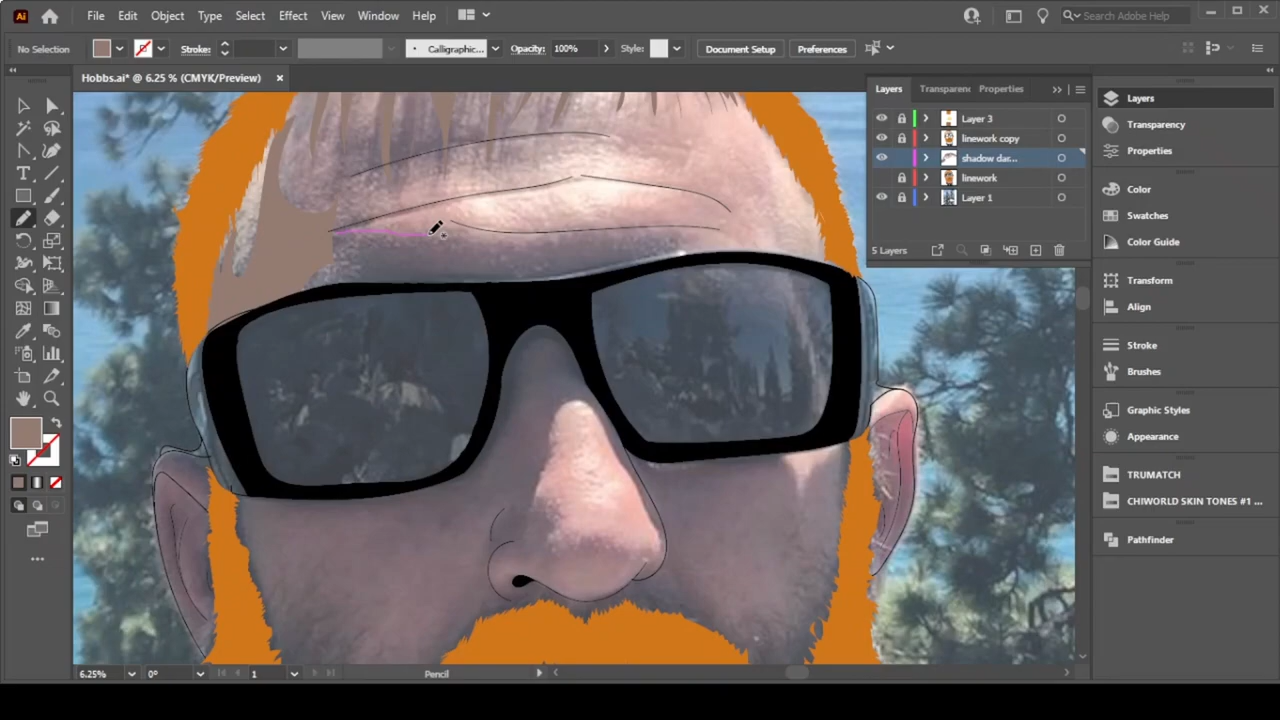 Ai File Edit Object Type Select Effect View Window Help Search Adobe Help
No Selection Stroke: Calligraphic... Opacity: 100% Style: Document Setup Preferences
Hobbs.ai* @ 6.25 % (CMYK/Preview)
Layers Transparenc Properties
Layer 3
linework copy
shadow dar...
linework
Layer 1
5 Layers
Layers
Transparency
Properties
Color
Swatches
Color Guide
Transform
Align
Stroke
Brushes
Graphic Styles
Appearance
TRUMATCH
CHIWORLD SKIN TONES #1 ...
Pathfinder
6.25% 0° 1 Pencil